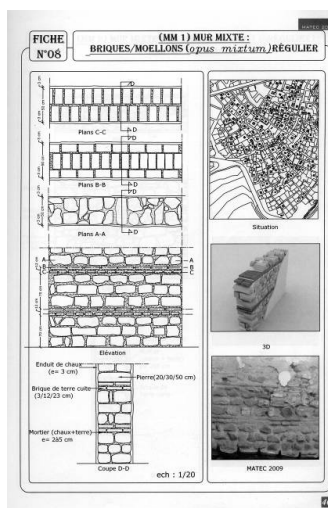 FICHE
N°08
(MM 1) MUR MIXTE :
BRIQUES/MOELLONS (opus mixtum) RÉGULIER
D
Plans C-C
D
D
Plans B-B
D
D
Plans A-A
D
A
B
C
A
B
C
Elévation
Enduit de chaux
(e= 3 cm)
Pierre(20/30/50 cm)
Brique de terre cuite
(3/12/23 cm)
Mortier (chaux+terre)
e= 2à5 cm
Coupe D-D
ech : 1/20
Situation
3D
MATEC 2009